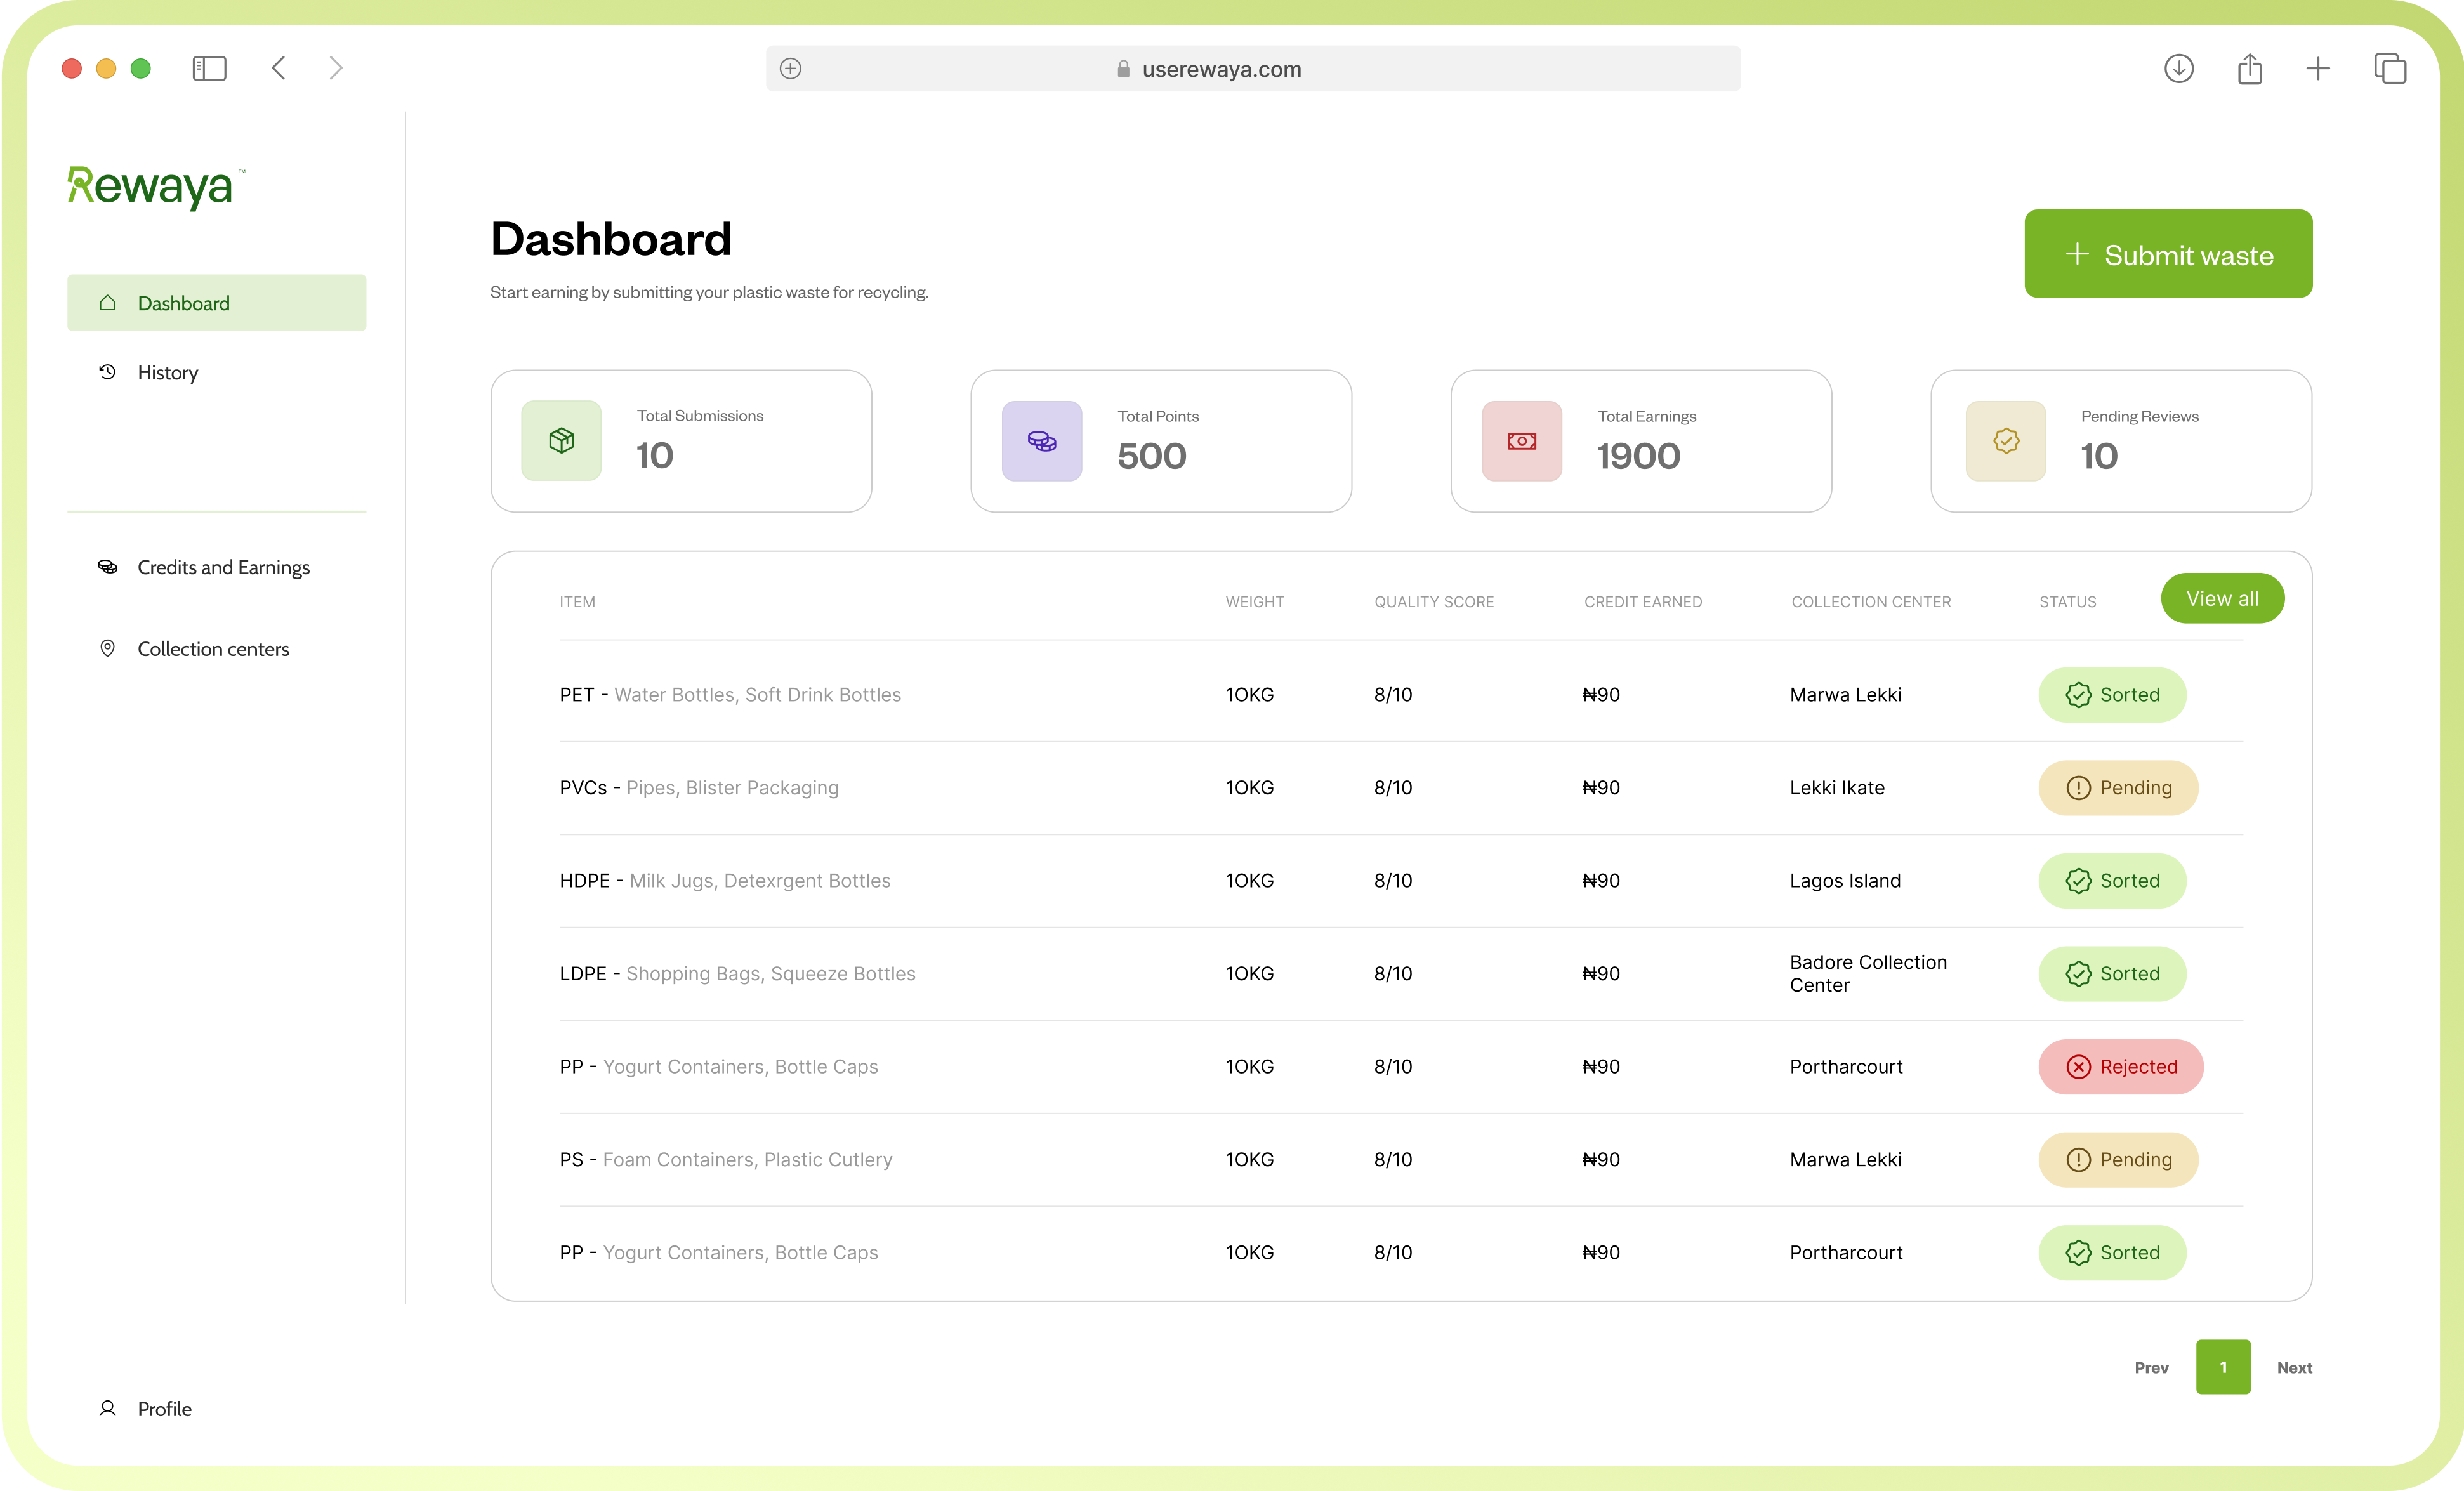 userewaya.com
Rewaya™
Dashboard
History
Credits and Earnings
Collection centers
Profile
Dashboard
Start earning by submitting your plastic waste for recycling.
+ Submit waste
Total Submissions
10
Total Points
500
Total Earnings
1900
Pending Reviews
10
ITEM WEIGHT QUALITY SCORE CREDIT EARNED COLLECTION CENTER STATUS View all
PET - Water Bottles, Soft Drink Bottles 1OKG 8/10 ₦90 Marwa Lekki Sorted
PVCs - Pipes, Blister Packaging 1OKG 8/10 ₦90 Lekki Ikate Pending
HDPE - Milk Jugs, Detexrgent Bottles 1OKG 8/10 ₦90 Lagos Island Sorted
LDPE - Shopping Bags, Squeeze Bottles 1OKG 8/10 ₦90 Badore Collection
Center Sorted
PP - Yogurt Containers, Bottle Caps 1OKG 8/10 ₦90 Portharcourt Rejected
PS - Foam Containers, Plastic Cutlery 1OKG 8/10 ₦90 Marwa Lekki Pending
PP - Yogurt Containers, Bottle Caps 1OKG 8/10 ₦90 Portharcourt Sorted
Prev 1 Next